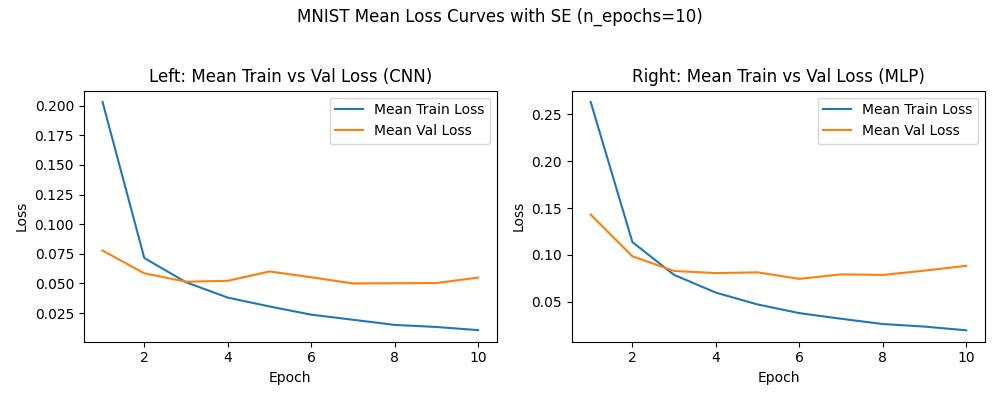 MNIST Mean Loss Curves with SE (n_epochs=10)
Left: Mean Train vs Val Loss (CNN)
Mean Train Loss
Mean Val Loss
0.200
0.175
0.150
0.125
0.100
0.075
0.050
0.025
Loss
2
4
6
8
10
Epoch
Right: Mean Train vs Val Loss (MLP)
Mean Train Loss
Mean Val Loss
0.25
0.20
0.15
0.10
0.05
Loss
2
4
6
8
10
Epoch